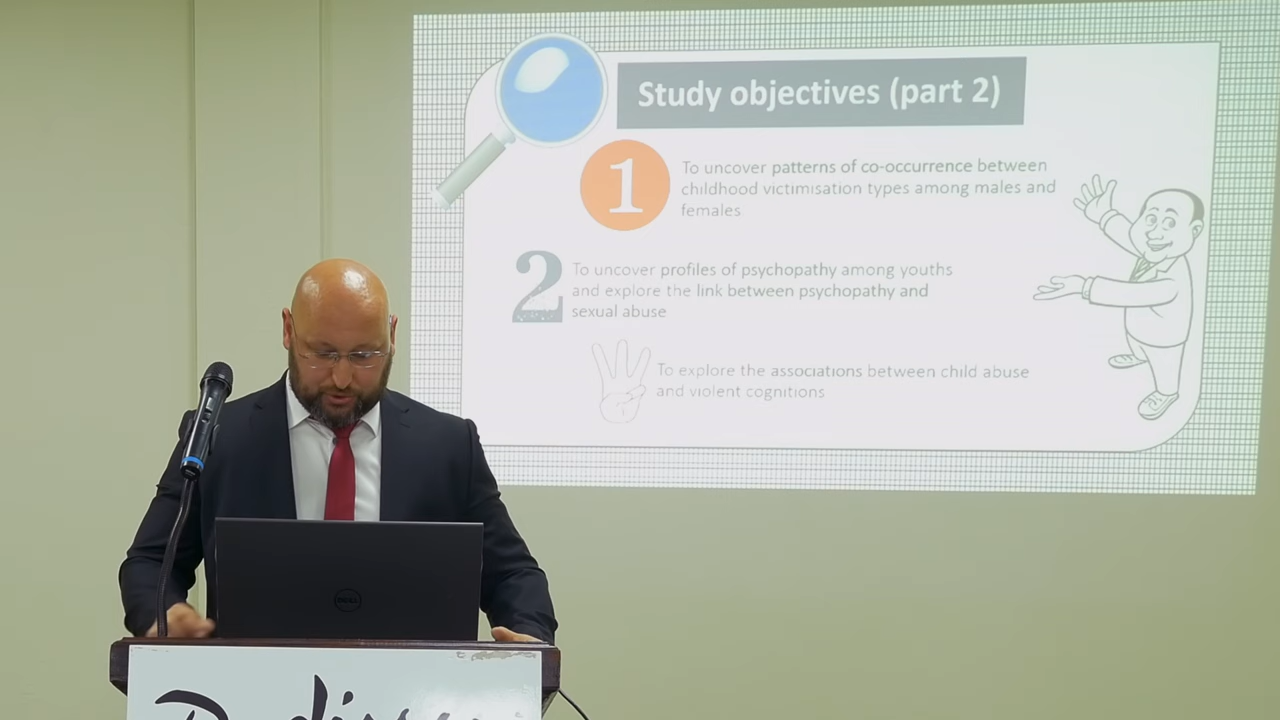 Study objectives (part 2)
1
To uncover patterns of co-occurrence between
childhood victimisation types among males and
females
2
To uncover profiles of psychopathy among youths
and explore the link between psychopathy and
sexual abuse
To explore the associations between child abuse
and violent cognitions
DELL